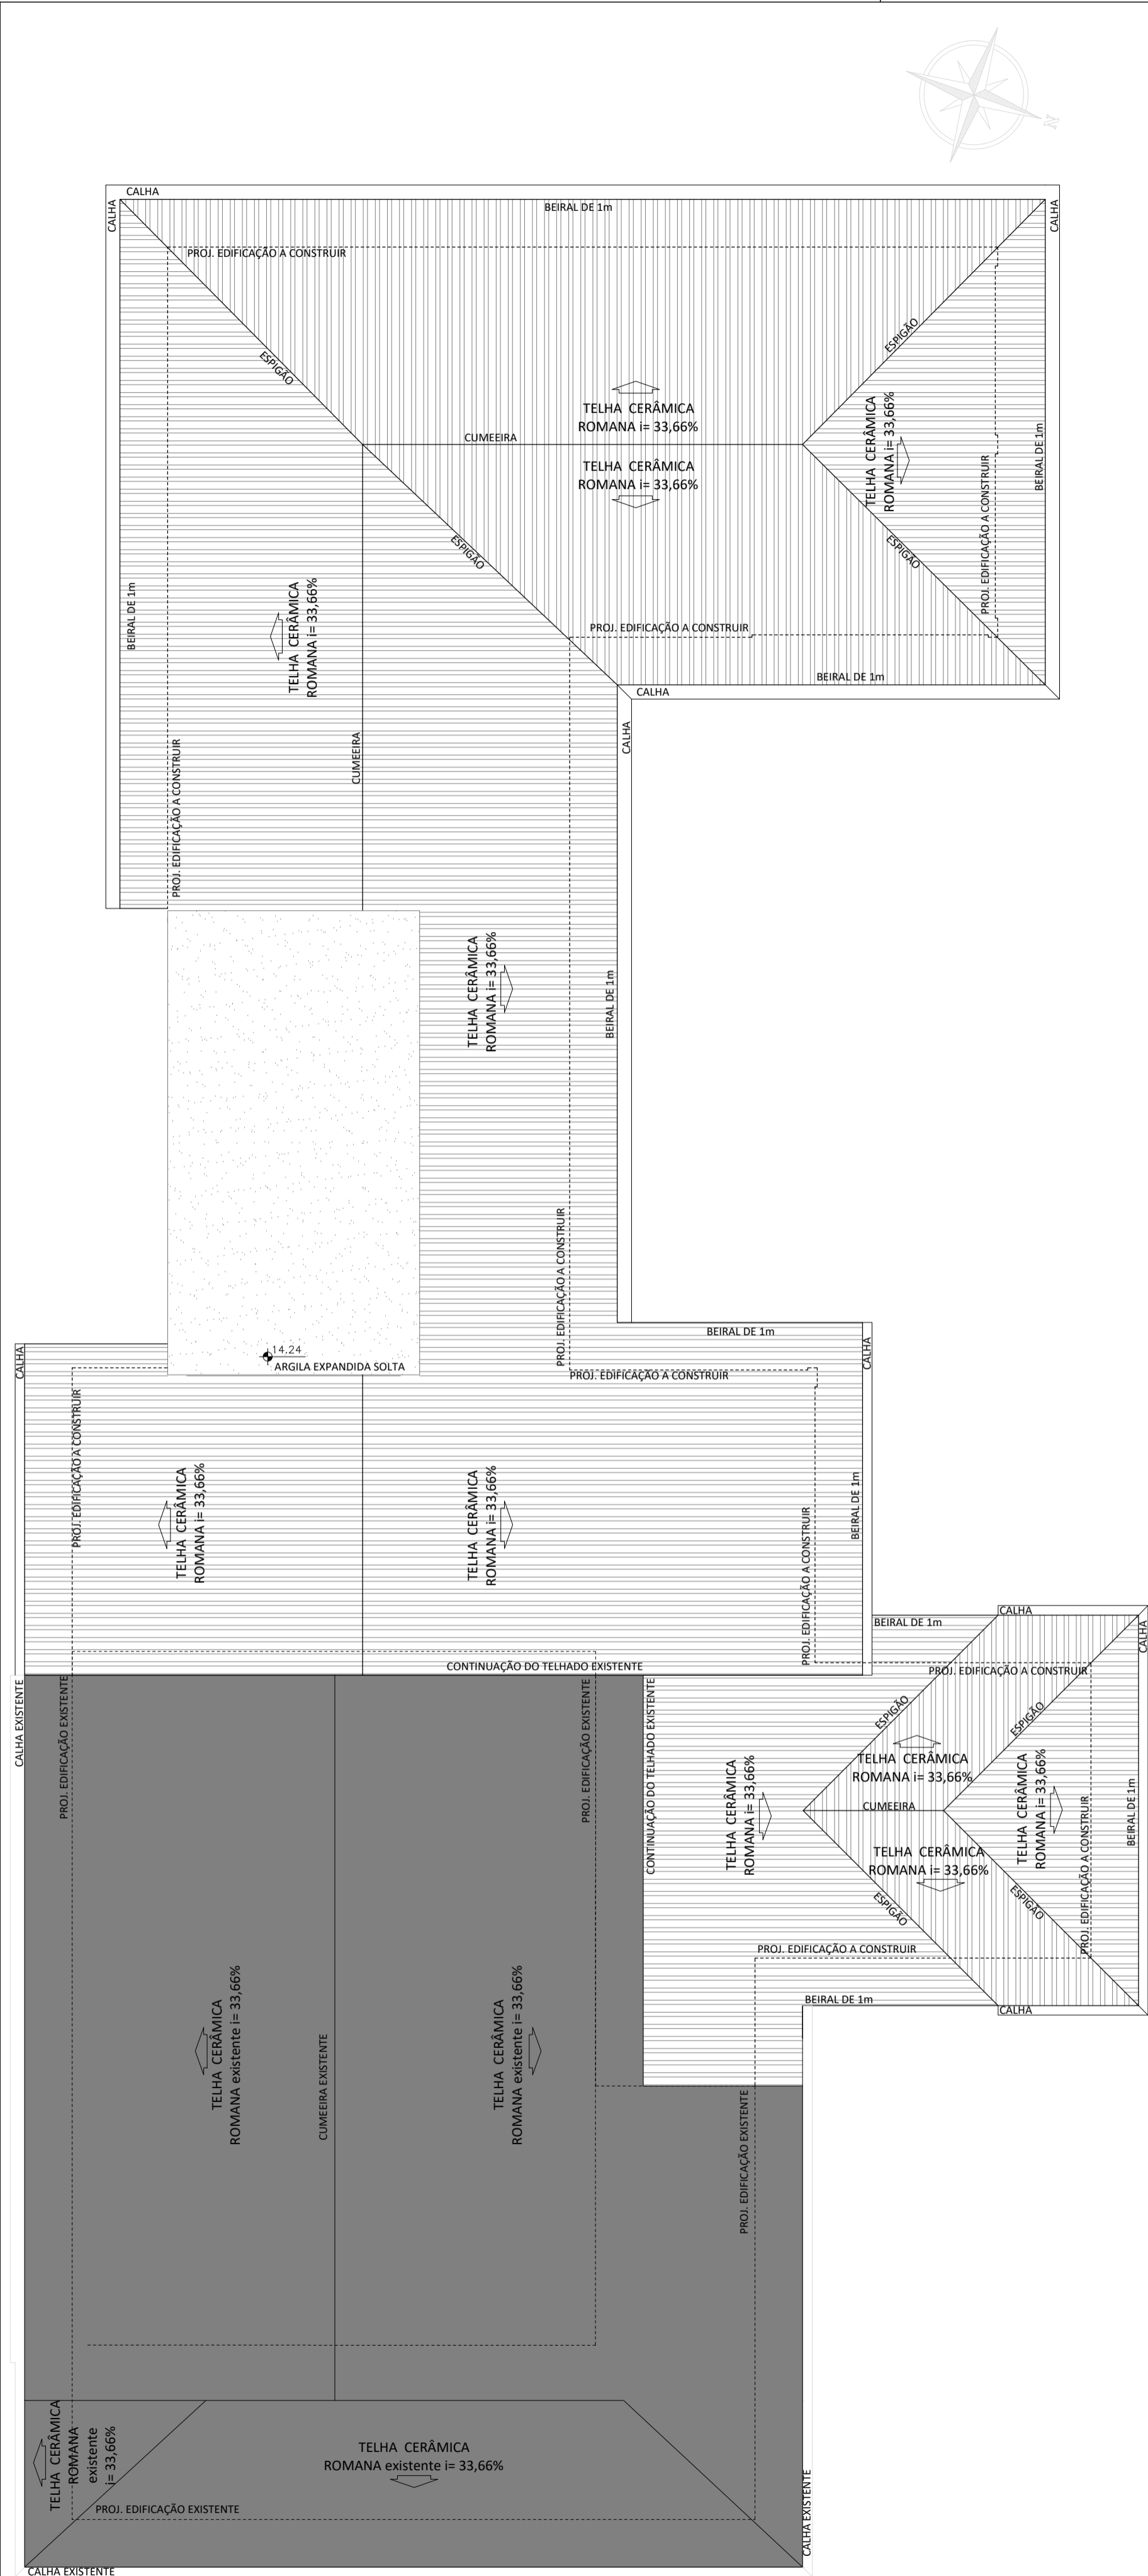 N
CALHA
CALHA
BEIRAL DE 1m
CALHA
PROJ. EDIFICAÇÃO A CONSTRUIR
ESPIGÃO
ESPIGÃO
TELHA CERÂMICA
ROMANA i= 33,66%
CUMEEIRA
TELHA CERÂMICA
ROMANA i= 33,66%
TELHA CERÂMICA
ROMANA i= 33,66%
BEIRAL DE 1m
PROJ. EDIFICAÇÃO A CONSTRUIR
ESPIGÃO
ESPIGÃO
BEIRAL DE 1m
TELHA CERÂMICA
ROMANA i= 33,66%
PROJ. EDIFICAÇÃO A CONSTRUIR
BEIRAL DE 1m
CALHA
CALHA
CUMEEIRA
PROJ. EDIFICAÇÃO A CONSTRUIR
TELHA CERÂMICA
ROMANA i= 33,66%
BEIRAL DE 1m
PROJ. EDIFICAÇÃO A CONSTRUIR
14.24
ARGILA EXPANDIDA SOLTA
BEIRAL DE 1m
CALHA
CALHA
PROJ. EDIFICAÇÃO A CONSTRUIR
PROJ. EDIFICAÇÃO A CONSTRUIR
TELHA CERÂMICA
ROMANA i= 33,66%
TELHA CERÂMICA
ROMANA i= 33,66%
BEIRAL DE 1m
PROJ. EDIFICAÇÃO A CONSTRUIR
CALHA
BEIRAL DE 1m
CALHA
CONTINUAÇÃO DO TELHADO EXISTENTE
PROJ. EDIFICAÇÃO A CONSTRUIR
CALHA EXISTENTE
PROJ. EDIFICAÇÃO EXISTENTE
PROJ. EDIFICAÇÃO EXISTENTE
CONTINUAÇÃO DO TELHADO EXISTENTE
ESPIGÃO
ESPIGÃO
TELHA CERÂMICA
ROMANA i= 33,66%
TELHA CERÂMICA
ROMANA i= 33,66%
CUMEEIRA
TELHA CERÂMICA
ROMANA i= 33,66%
TELHA CERÂMICA
ROMANA i= 33,66%
BEIRAL DE 1m
PROJ. EDIFICAÇÃO A CONSTRUIR
ESPIGÃO
ESPIGÃO
PROJ. EDIFICAÇÃO A CONSTRUIR
BEIRAL DE 1m
CALHA
TELHA CERÂMICA
ROMANA existente i= 33,66%
CUMEEIRA EXISTENTE
TELHA CERÂMICA
ROMANA existente i= 33,66%
PROJ. EDIFICAÇÃO EXISTENTE
TELHA CERÂMICA
ROMANA
existente
i= 33,66%
TELHA CERÂMICA
ROMANA existente i= 33,66%
PROJ. EDIFICAÇÃO EXISTENTE
CALHA EXISTENTE
CALHA EXISTENTE